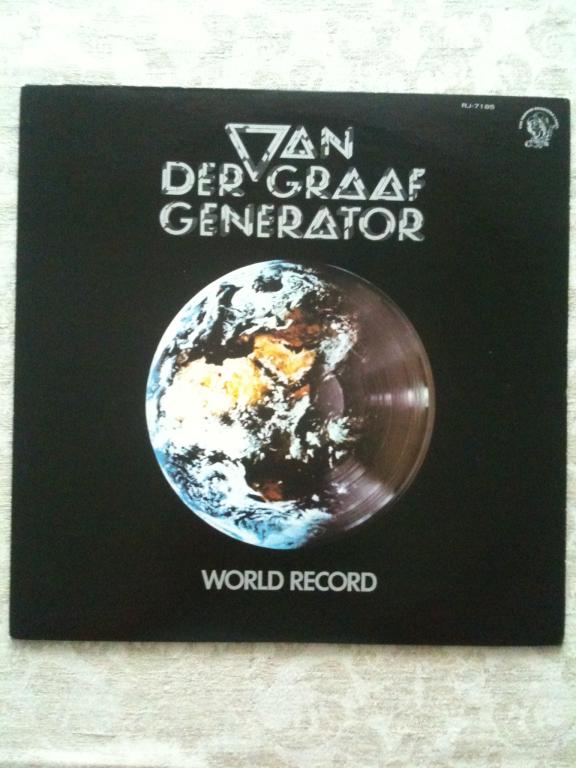 RJ-7185
VAN
DER GRAAF
GENERATOR
WORLD RECORD